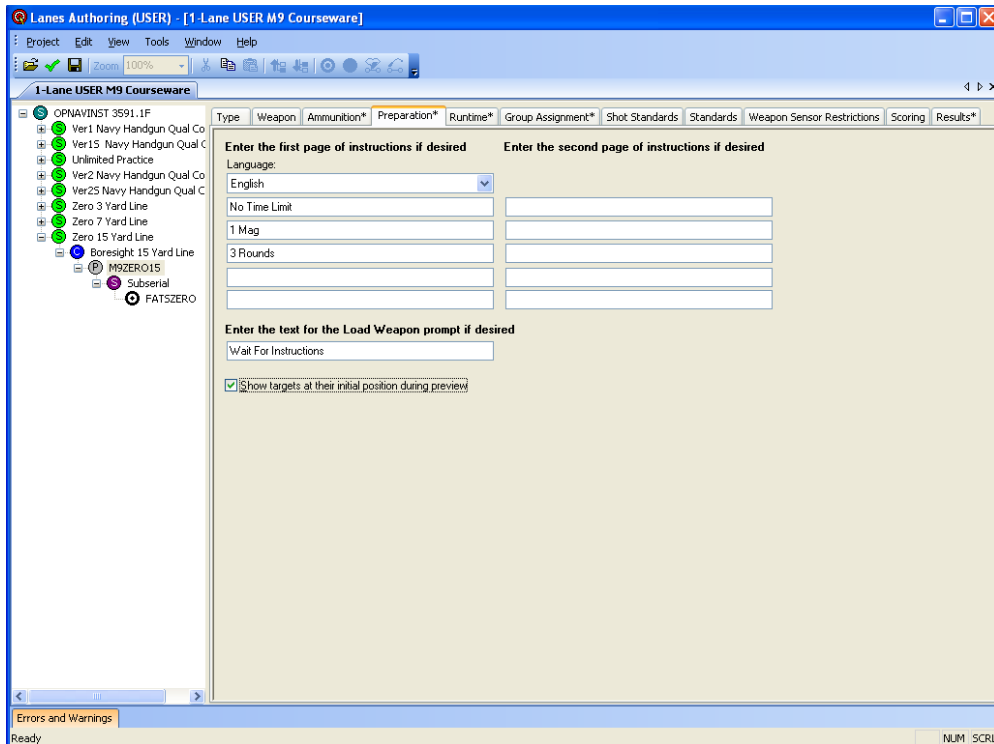 Lanes Authoring (USER) - [1-Lane USER M9 Courseware]
Project Edit View Tools Window Help
Zoom 100%
1-Lane USER M9 Courseware
OPNAVINST 3591.1F
Ver1 Navy Handgun Qual Co
Ver1S Navy Handgun Qual C
Unlimited Practice
Ver2 Navy Handgun Qual Co
Ver2S Navy Handgun Qual C
Zero 3 Yard Line
Zero 7 Yard Line
Zero 15 Yard Line
Boresight 15 Yard Line
M9ZERO15
Subserial
FATSZERO
Type Weapon Ammunition* Preparation* Runtime* Group Assignment* Shot Standards Standards Weapon Sensor Restrictions Scoring Results*
Enter the first page of instructions if desired Enter the second page of instructions if desired
Language:
English
No Time Limit
1 Mag
3 Rounds
Enter the text for the Load Weapon prompt if desired
Wait For Instructions
Show targets at their initial position during preview
Errors and Warnings
Ready NUM SCRL